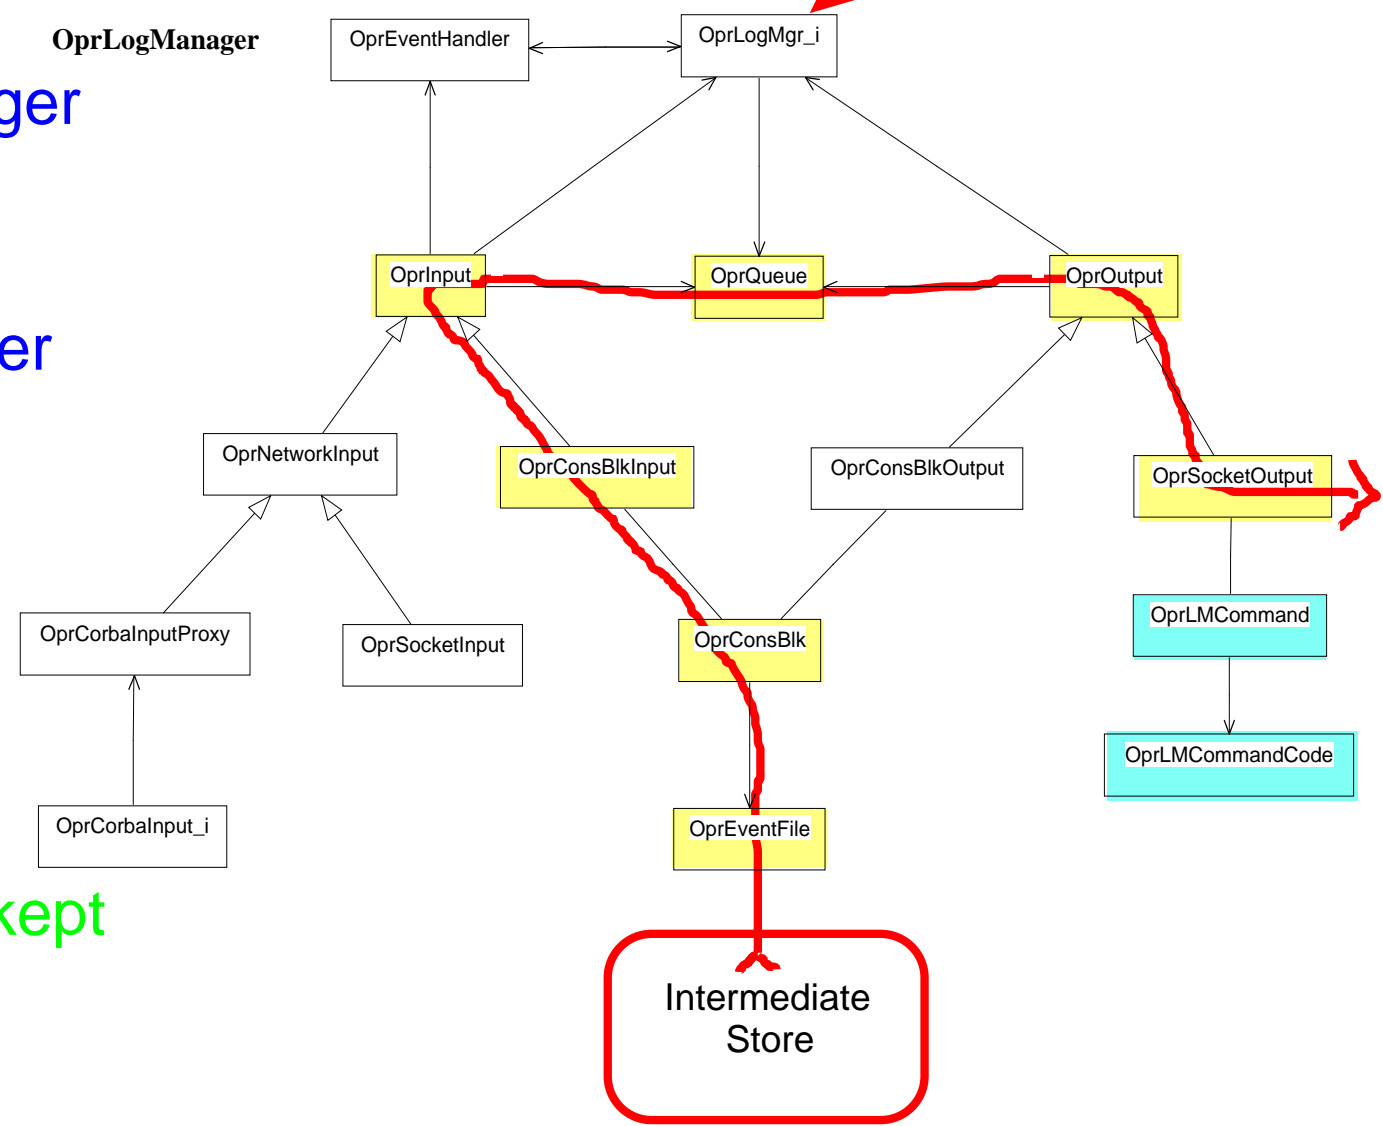 OprLogManager
OprEventHandler
OprLogMgr_i
ger
OprInput
OprQueue
OprOutput
er
OprNetworkInput
OprConsBlkInput
OprConsBlkOutput
OprSocketOutput
OprCorbaInputProxy
OprSocketInput
OprConsBlk
OprLMCommand
OprLMCommandCode
OprCorbaInput_i
OprEventFile
kept
Intermediate
Store